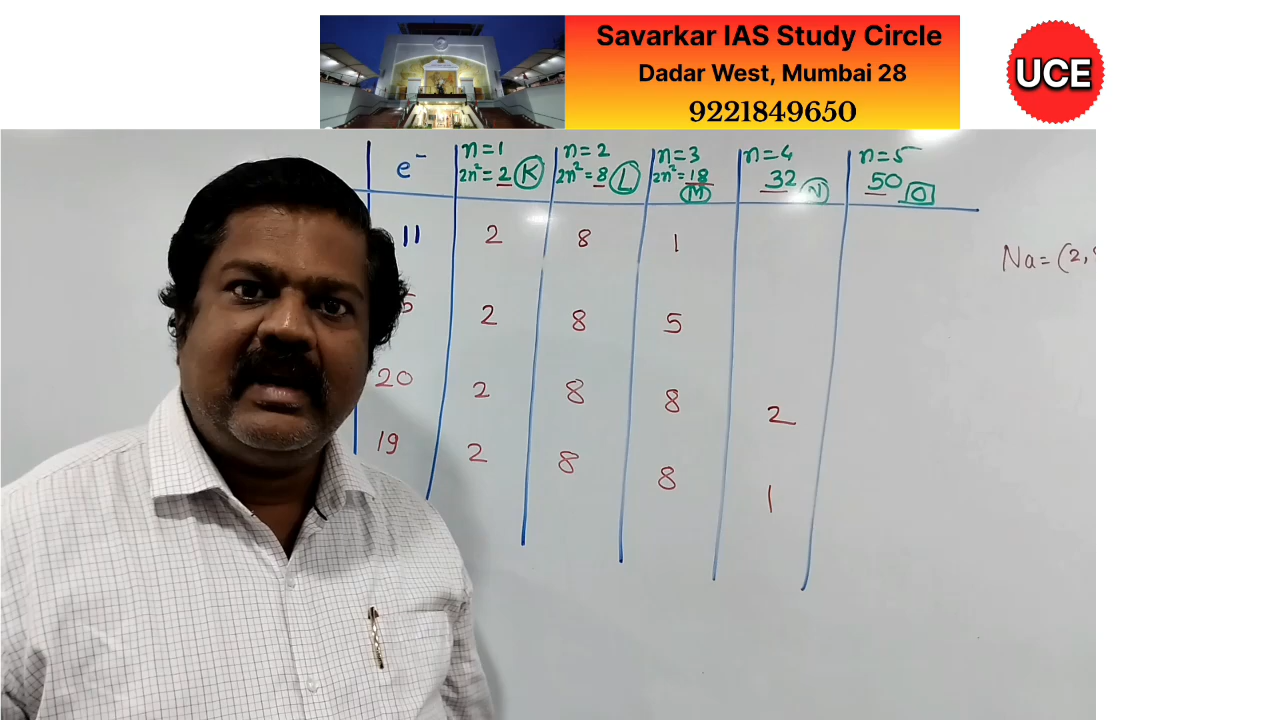 Savarkar IAS Study Circle
Dadar West, Mumbai 28
9221849650
UCE
e⁻
n=1
2n²= 2 K
n=2
2n²= 8 L
n=3
2n²= 18
M
n=4
32 N
n=5
50 O
11 2 8 1
Na= (2,
5 2 8 5
20 2 8 8 2
19 2 8 8 1